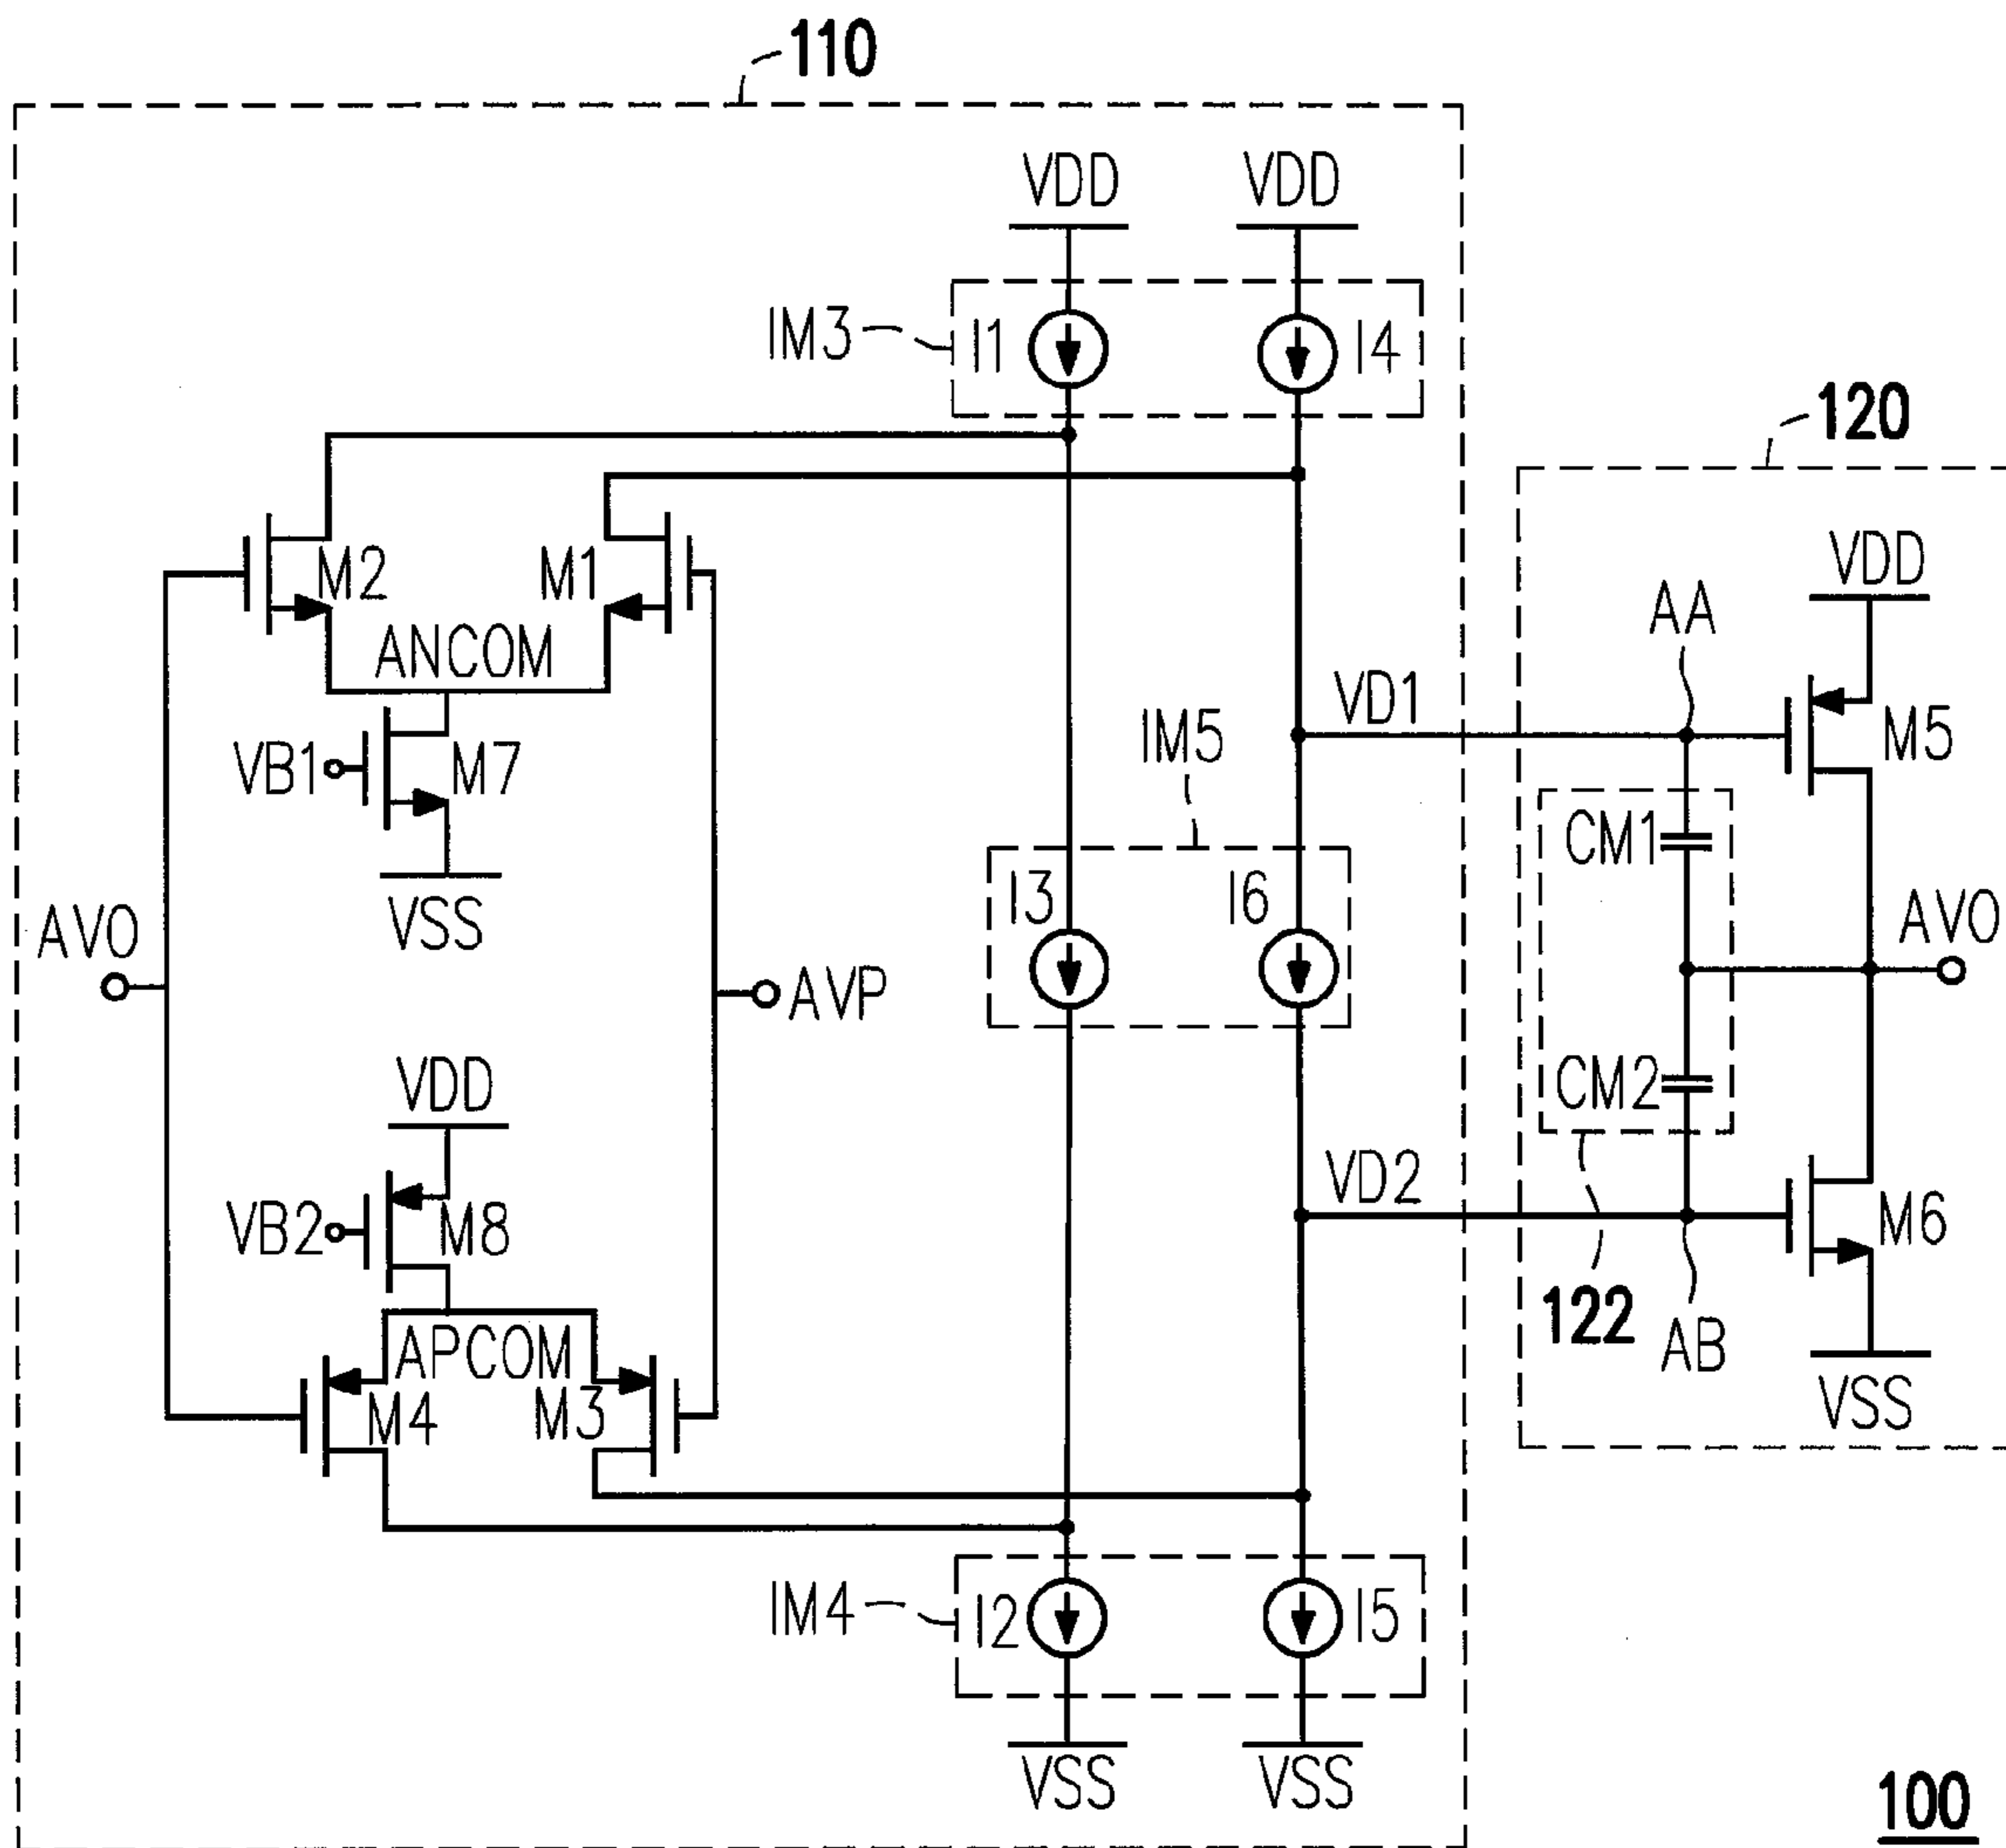 110
VDD
VDD
IM3
I1
I4
120
M2
M1
VDD
AA
ANCOM
VD1
M5
IM5
VB1
M7
CM1
I3
I6
VSS
AVO
AVO
AVP
VDD
CM2
VD2
VB2
M8
M6
122
APCOM
AB
M4
M3
VSS
IM4
I2
I5
VSS
VSS
100